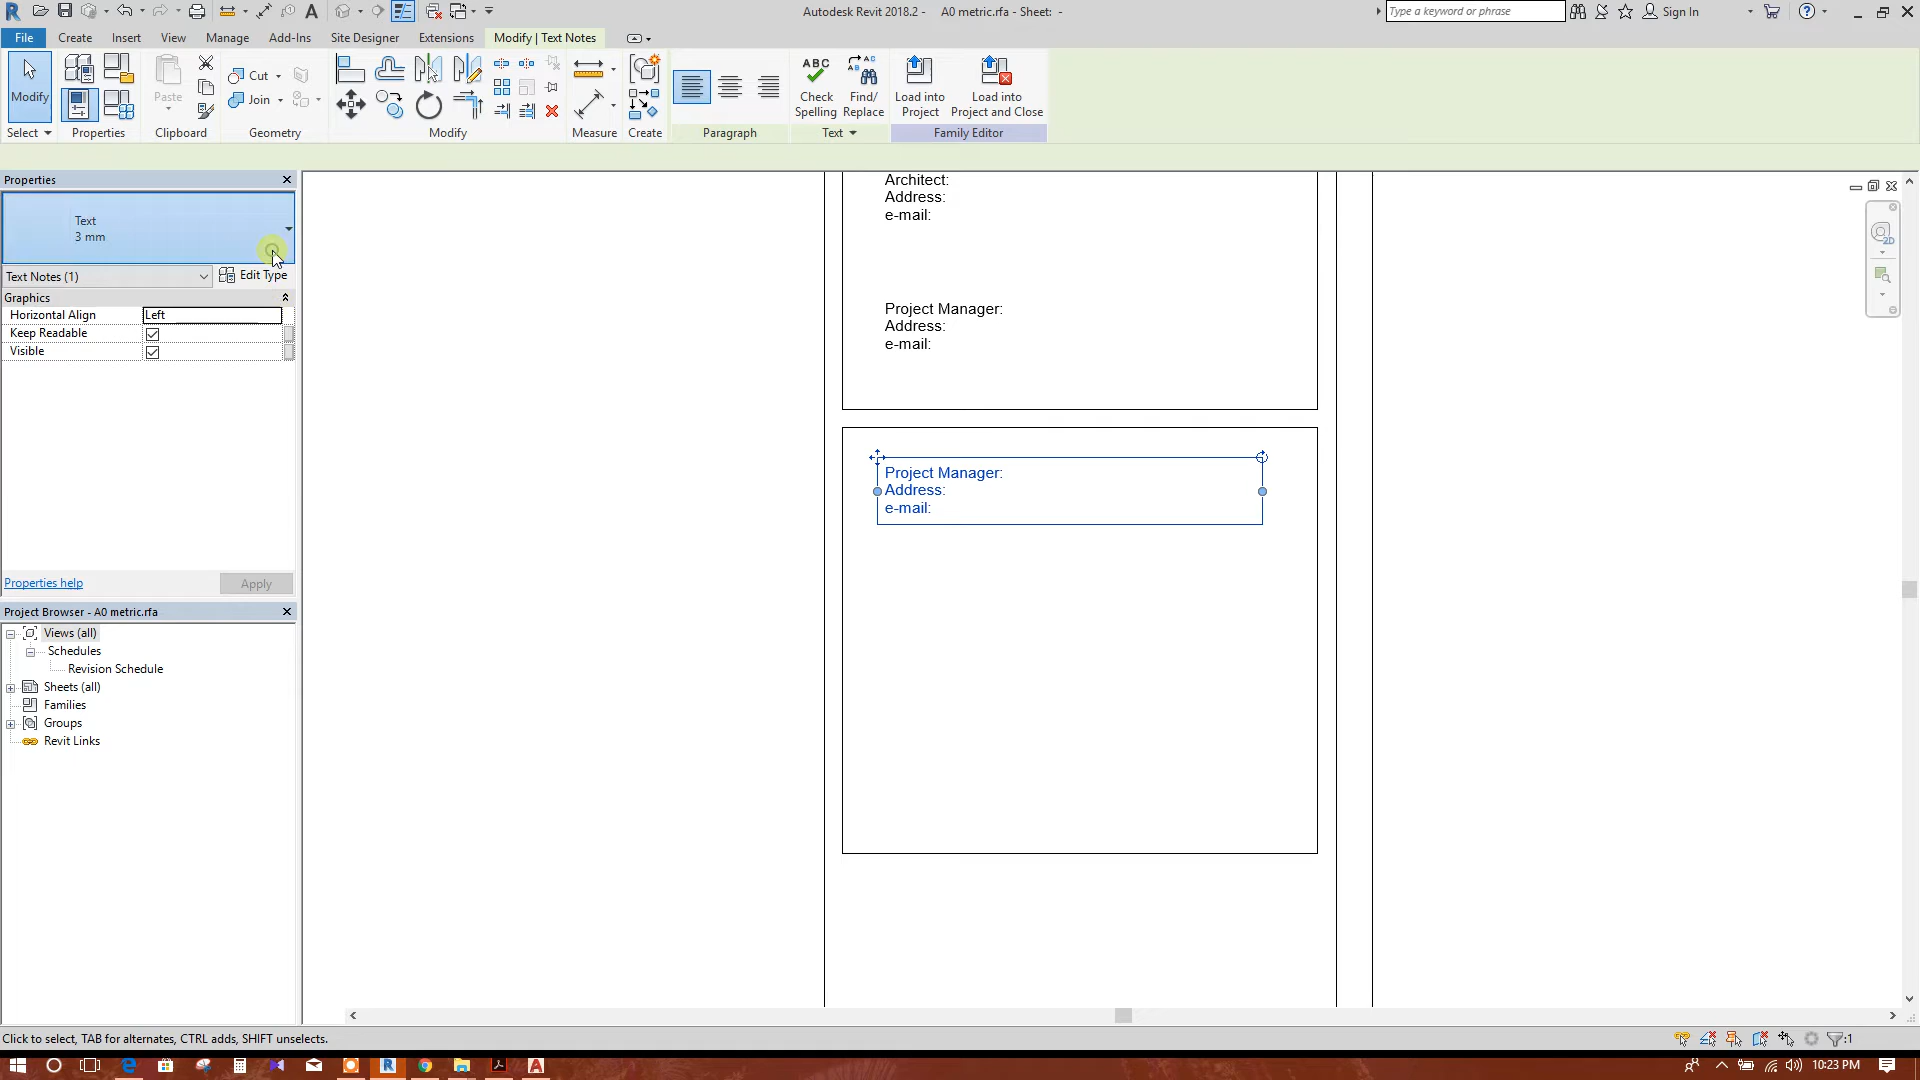 Autodesk Revit 2018.2 -     A0 metric.rfa - Sheet:  -
Type a keyword or phrase
Sign In
File
Create
Insert
View
Manage
Add-Ins
Site Designer
Extensions
Modify | Text Notes
Modify
Paste
Cut
Join
ABC
Check
Spelling
Find/
Replace
Load into
Project
Load into
Project and Close
Select
Properties
Clipboard
Geometry
Modify
Measure
Create
Paragraph
Text
Family Editor
Properties
Text
3 mm
Text Notes (1)
Edit Type
Graphics
Horizontal Align
Left
Keep Readable
Visible
Properties help
Apply
Project Browser - A0 metric.rfa
Views (all)
Schedules
Revision Schedule
Sheets (all)
Families
Groups
Revit Links
Architect:
Address:
e-mail:
Project Manager:
Address:
e-mail:
Project Manager:
Address:
e-mail:
2D
Click to select, TAB for alternates, CTRL adds, SHIFT unselects.
:1
10:23 PM